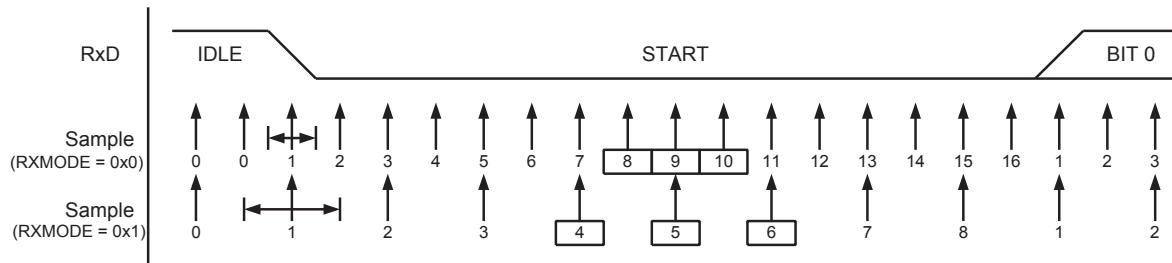 RxD IDLE START BIT 0
Sample
(RXMODE = 0x0) 0 0 1 2 3 4 5 6 7 8 9 10 11 12 13 14 15 16 1 2 3
Sample
(RXMODE = 0x1) 0 1 2 3 4 5 6 7 8 1 2